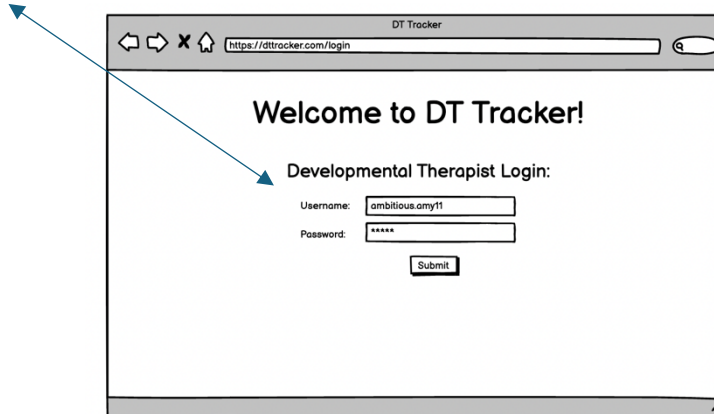 DT Tracker
https://dttracker.com/login
Welcome to DT Tracker!
Developmental Therapist Login:
Username: ambitious.amy11
Password: *****
Submit